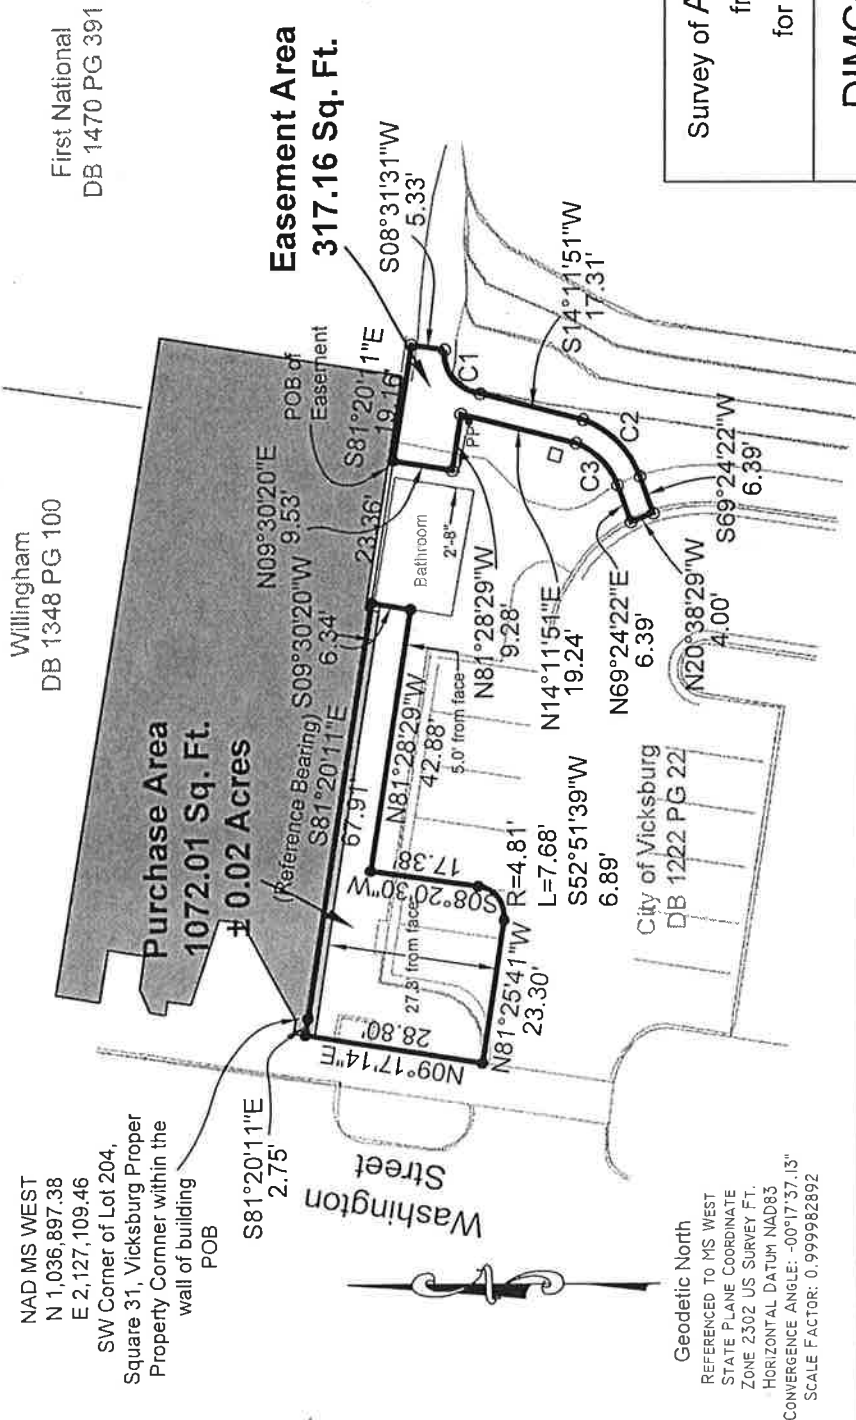 NAD MS WEST
N 1,036,897.38
E 2,127,109.46
SW Corner of Lot 204,
Square 31, Vicksburg Proper
Property Cornner within the
wall of building
POB
Willingham
DB 1348 PG 100
First National
DB 1470 PG 391
Purchase Area
1072.01 Sq. Ft.
± 0.02 Acres
Easement Area
317.16 Sq. Ft.
S81°20'11"E
2.75'
(Reference Bearing)
S81°20'11"E
67.91'
S09°30'20"W
6.34'
23.36'
N09°30'20"E
9.53'
S81°20'11"E
19.16'
POB of
Easement
S08°31'31"W
5.33'
C1
S14°11'51"W
17.31'
C2
S69°24'22"W
6.39'
N20°38'29"W
4.00'
N69°24'22"E
6.39'
C3
N14°11'51"E
19.24'
N81°28'29"W
9.28'
PP
Bathroom
2'-8"
N81°28'29"W
42.88'
5.0' from face
S08°20'30"W
17.38'
R=4.81'
L=7.68'
S52°51'39"W
6.89'
27.3' from face
N81°25'41"W
23.30'
N09°17'14"E
28.80'
City of Vicksburg
DB 1222 PG 22
Washington
Street
Geodetic North
REFERENCED TO MS WEST
STATE PLANE COORDINATE
ZONE 2302 US SURVEY FT.
HORIZONTAL DATUM NAD83
CONVERGENCE ANGLE: -00°17'37.13"
SCALE FACTOR: 0.999982892
Survey of A
for